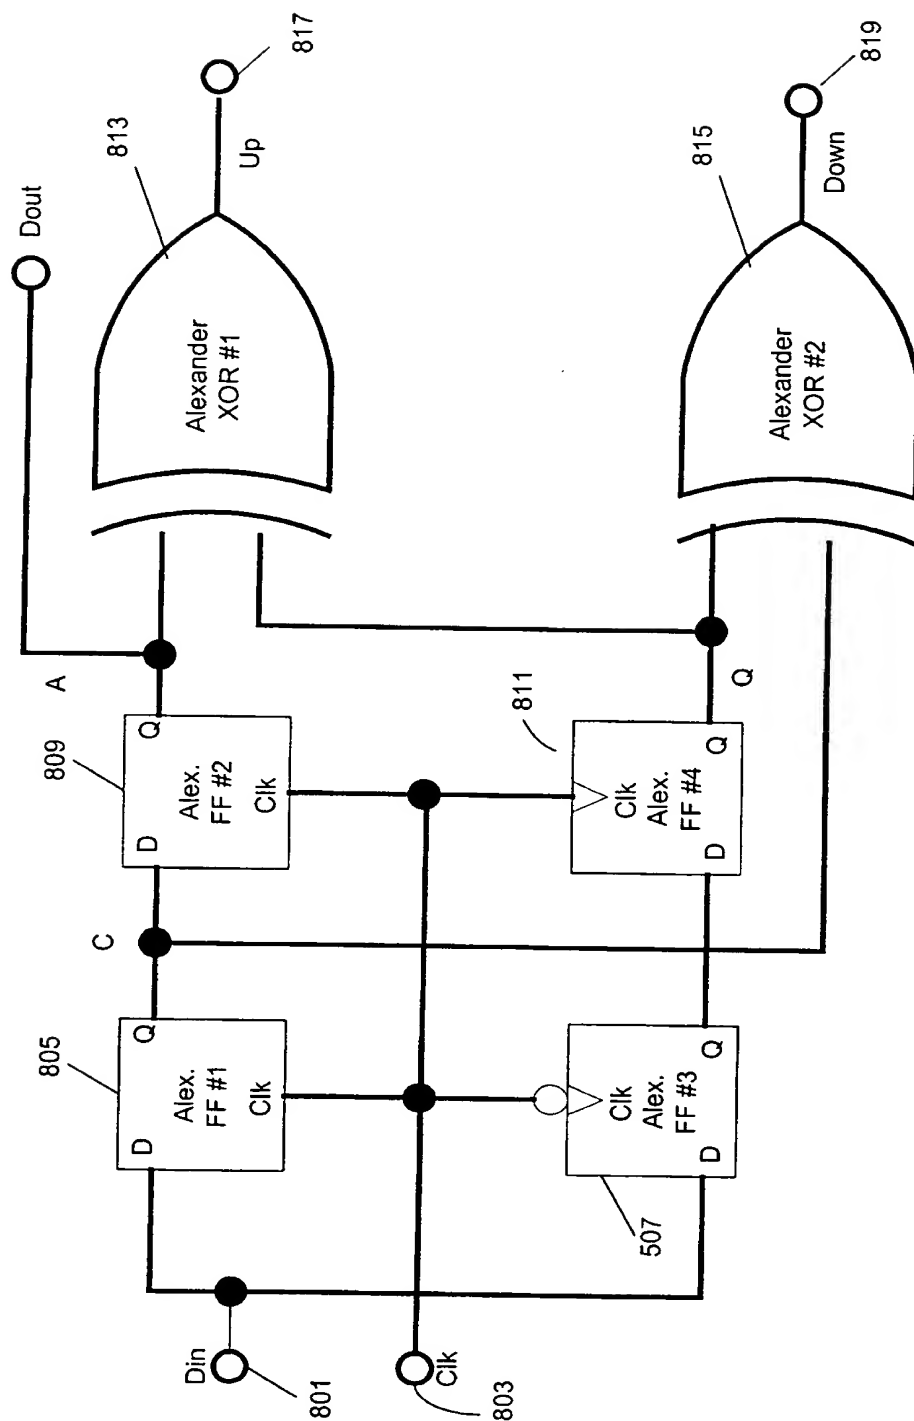 Din
801
Clk
803
805
D
Q
Alex.
FF #1
Clk
C
809
D
Q
Alex.
FF #2
Clk
A
Dout
Alexander
XOR #1
813
Up
817
507
Clk
Alex.
FF #3
D
Q
811
Clk
Alex.
FF #4
D
Q
Q
Alexander
XOR #2
815
Down
819